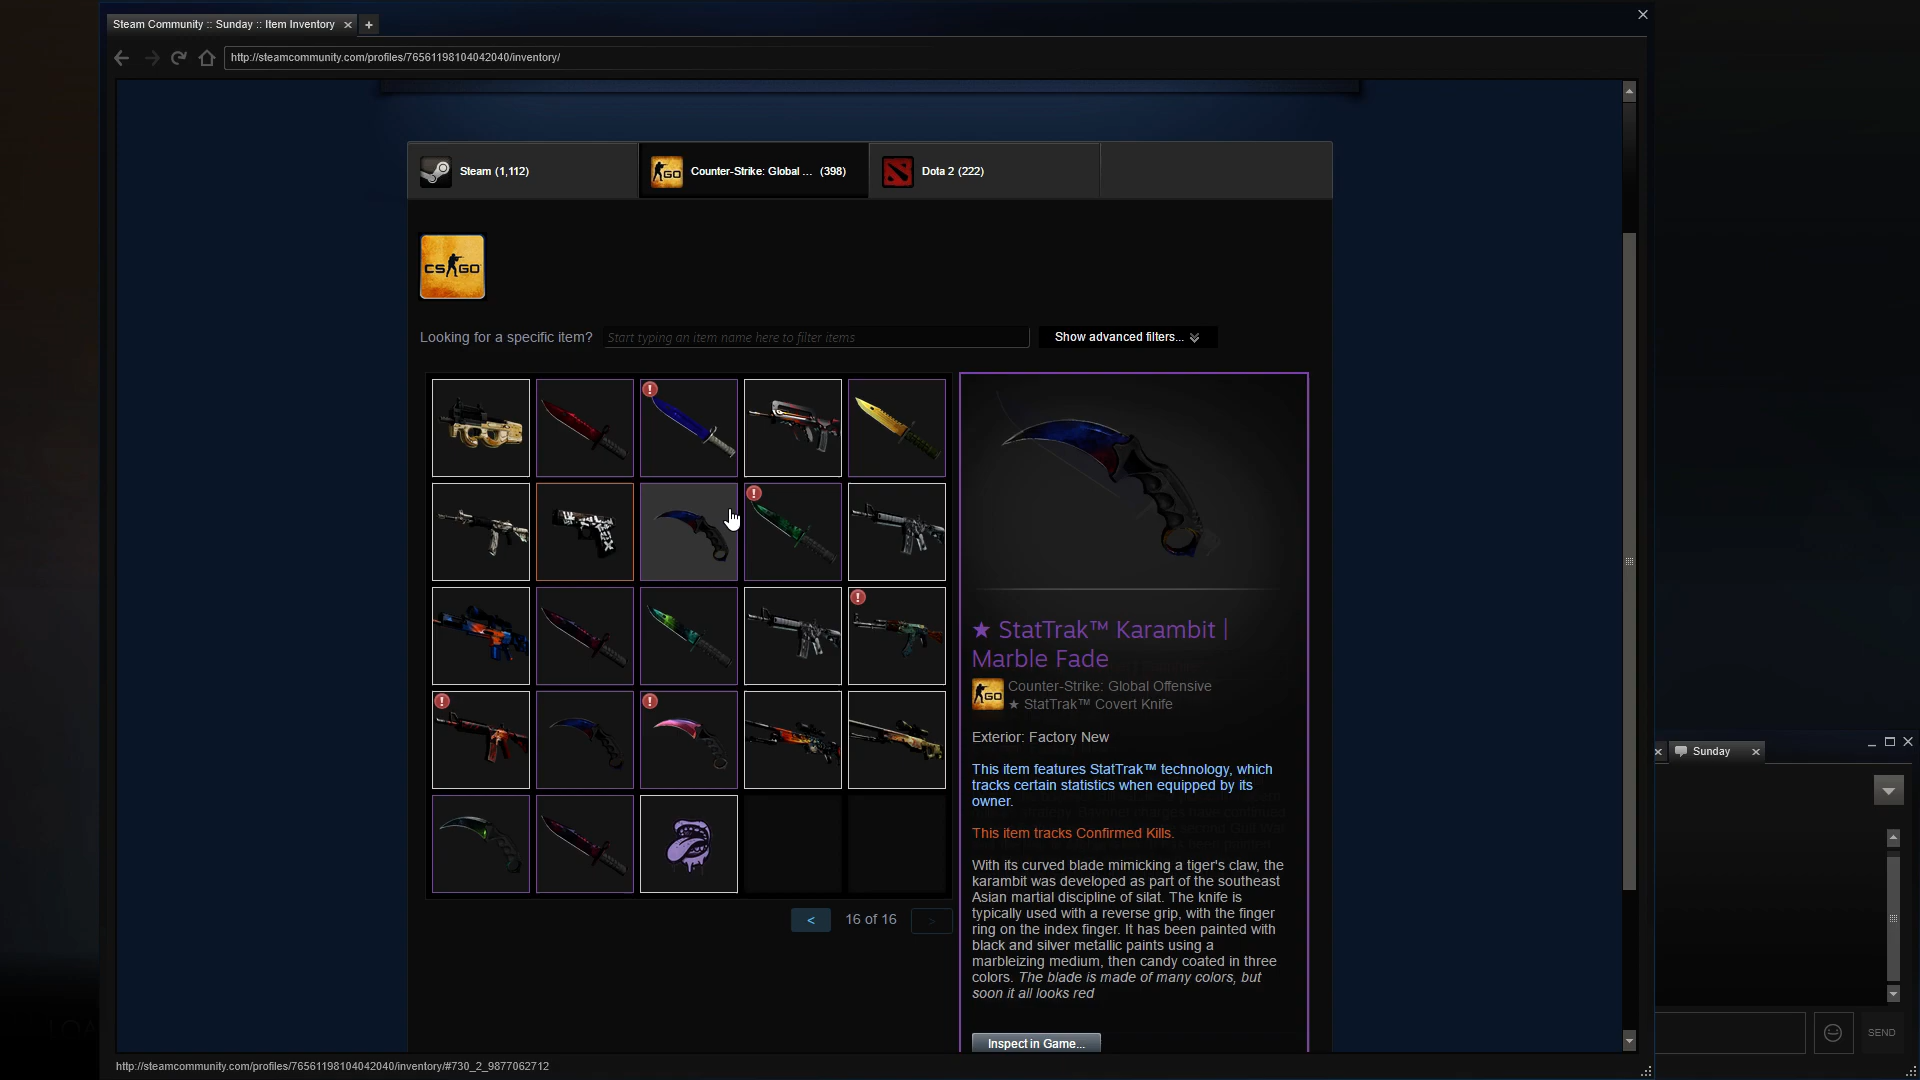 Steam Community :: Sunday :: Item Inventory
http://steamcommunity.com/profiles/76561198104042040/inventory/
Steam (1,112)
GO
Counter-Strike: Global ... (398)
Dota 2 (222)
CS GO
Looking for a specific item?
Start typing an item name here to filter items
Show advanced filters...
★ StatTrak™ Karambit |
Marble Fade
GO
Counter-Strike: Global Offensive
★ StatTrak™ Covert Knife
Exterior: Factory New
This item features StatTrak™ technology, which
tracks certain statistics when equipped by its
owner.
This item tracks Confirmed Kills.
With its curved blade mimicking a tiger's claw, the
karambit was developed as part of the southeast
Asian martial discipline of silat. The knife is
typically used with a reverse grip, with the finger
ring on the index finger. It has been painted with
black and silver metallic paints using a
marbleizing medium, then candy coated in three
colors. The blade is made of many colors, but
soon it all looks red
Inspect in Game...
< 16 of 16 >
Sunday
SEND
http://steamcommunity.com/profiles/76561198104042040/inventory/#730_2_9877062712